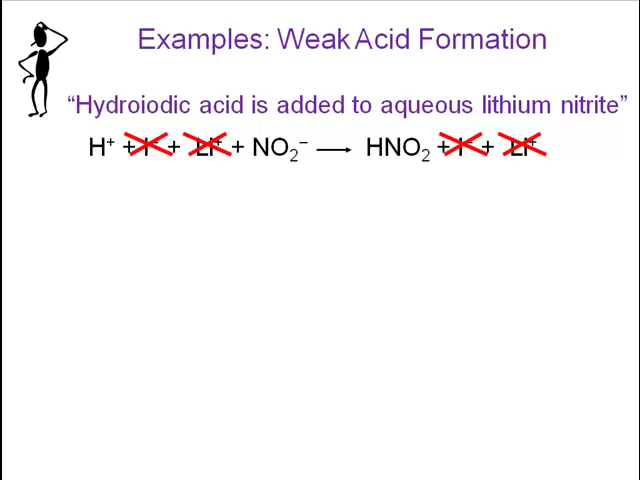 Examples: Weak Acid Formation
“Hydroiodic acid is added to aqueous lithium nitrite”
H⁺ + I⁻ + Li⁺ + NO₂⁻ ⟶ HNO₂ + I⁻ + Li⁺